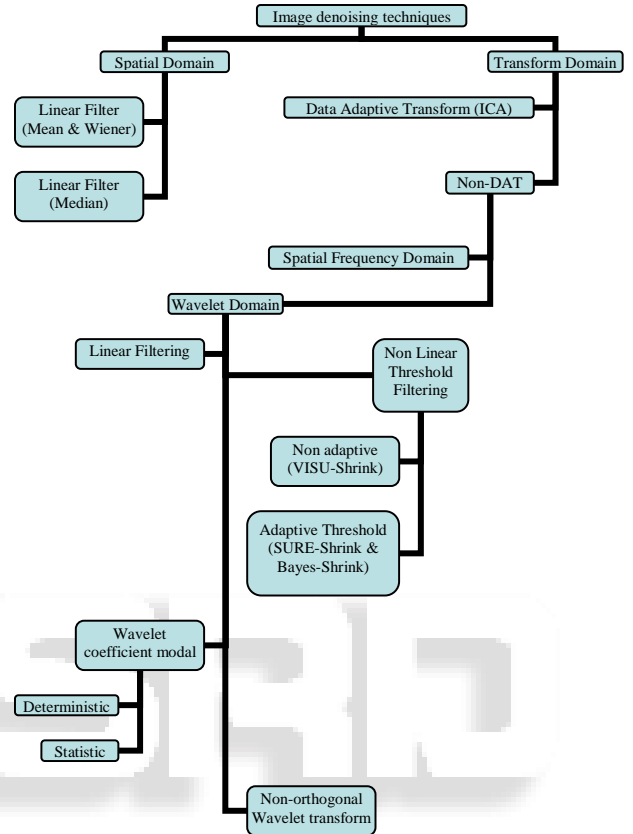 Image denoising techniques
Spatial Domain
Transform Domain
Linear Filter
(Mean & Wiener)
Data Adaptive Transform (ICA)
Linear Filter
(Median)
Non-DAT
Spatial Frequency Domain
Wavelet Domain
Linear Filtering
Non Linear
Threshold
Filtering
Non adaptive
(VISU-Shrink)
Adaptive Threshold
(SURE-Shrink &
Bayes-Shrink)
Wavelet
coefficient modal
Deterministic
Statistic
Non-orthogonal
Wavelet transform